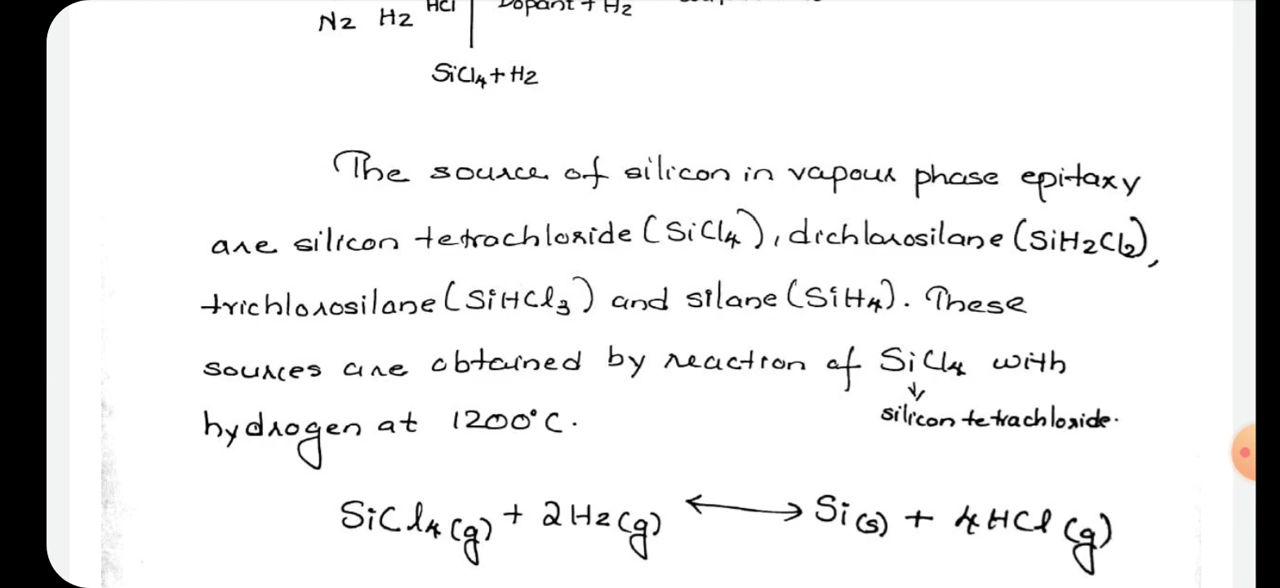 N2 H2 HCl Dopant + H2
SiCl4 + H2
The source of silicon in vapour phase epitaxy
are silicon tetrachloride (SiCl4), dichlorosilane (SiH2Cl2),
trichlorosilane (SiHCl3) and silane (SiH4). These
sources are obtained by reaction of SiCl4 with
silicon tetrachloride.
hydrogen at 1200°C.
SiCl4(g) + 2H2(g) ⟷ Si(s) + 4HCl(g)